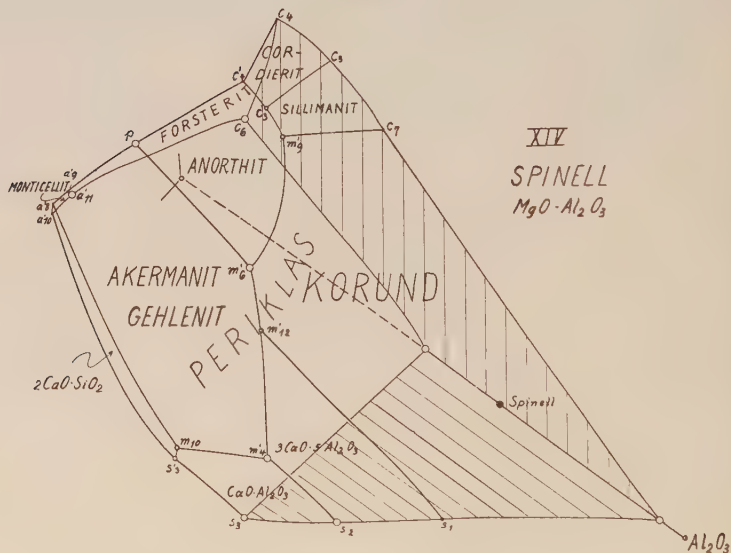 C4
COR-
DIERIT
C3
C'4
FORSTERIT
C5
SILLIMANIT
C6
m'9
C7
XIV
SPINELL
MgO·Al2O3
P
ANORTHIT
a'9
MONTICELLIT
a'11
a'8
a'10
m'6
AKERMANIT
GEHLENIT
PERIKLAS
KORUND
m'12
2CaO·SiO2
Spinell
m10
m'4
3CaO·5Al2O3
S'3
CaO·Al2O3
S3
S2
S1
Al2O3